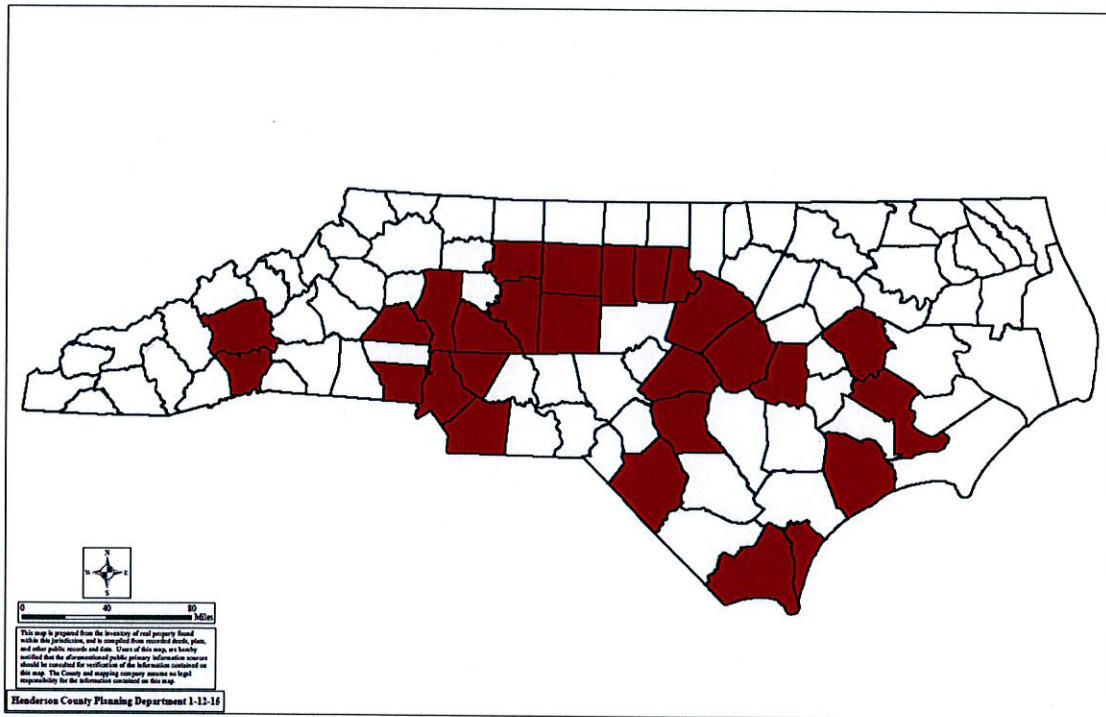 N
W E
S
0 40 80
Miles
This map is prepared from the inventory of real property found
within this jurisdiction, and is compiled from recorded deeds, plats,
and other public records and data. Users of this map, are hereby
notified that the aforementioned public primary information sources
should be consulted for verification of the information contained on
this map. The County and mapping company assume no legal
responsibility for the information contained on this map.
Henderson County Planning Department 1-12-16